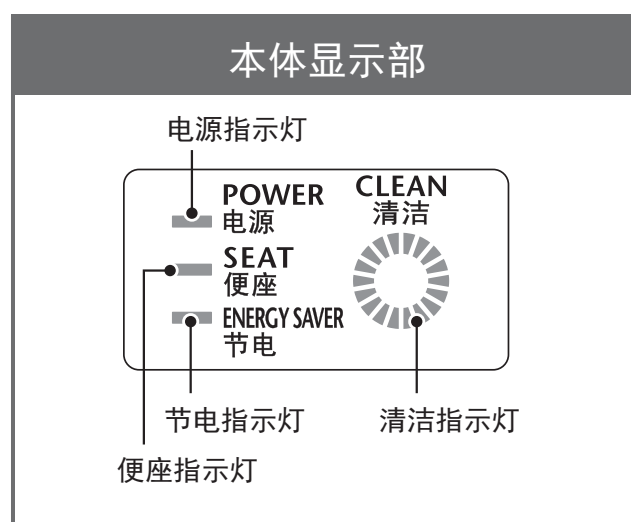 本体显示部
电源指示灯
POWER
电源
CLEAN
清洁
SEAT
便座
ENERGY SAVER
节电
节电指示灯
清洁指示灯
便座指示灯